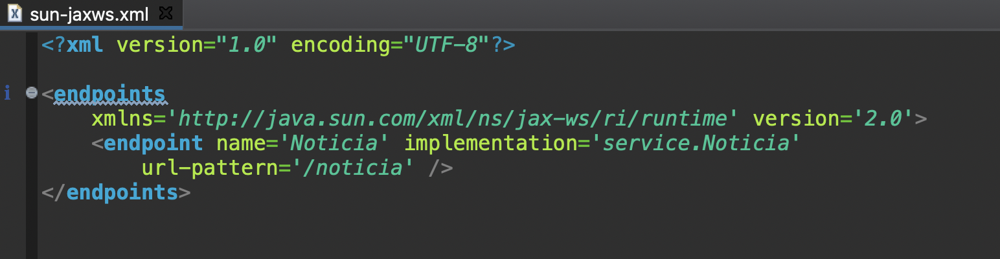 sun-jaxws.xml
<?xml version="1.0" encoding="UTF-8"?>
<endpoints
xmlns='http://java.sun.com/xml/ns/jax-ws/ri/runtime' version='2.0'>
<endpoint name='Noticia' implementation='service.Noticia'
url-pattern='/noticia' />
</endpoints>